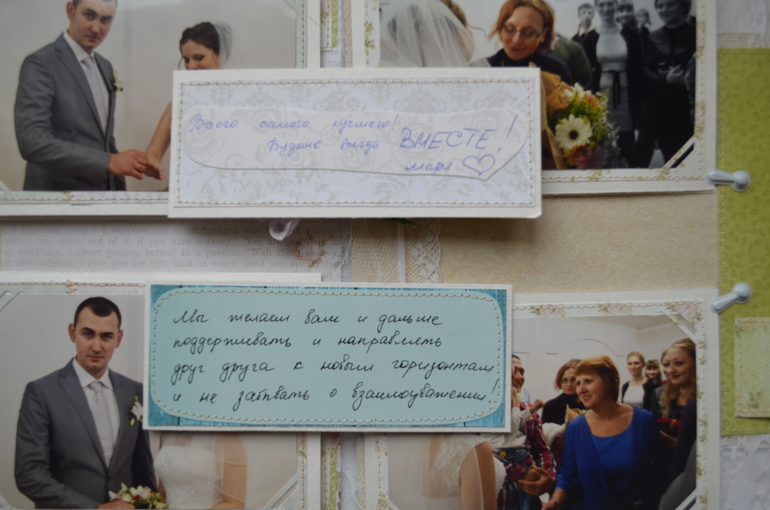 Всего самого лучшего!
Будьте всегда ВМЕСТЕ!
Мы желаем вам и дальше
поддерживать и направлять
друг друга к новым горизонтам
и не забывать о взаимоуважении!